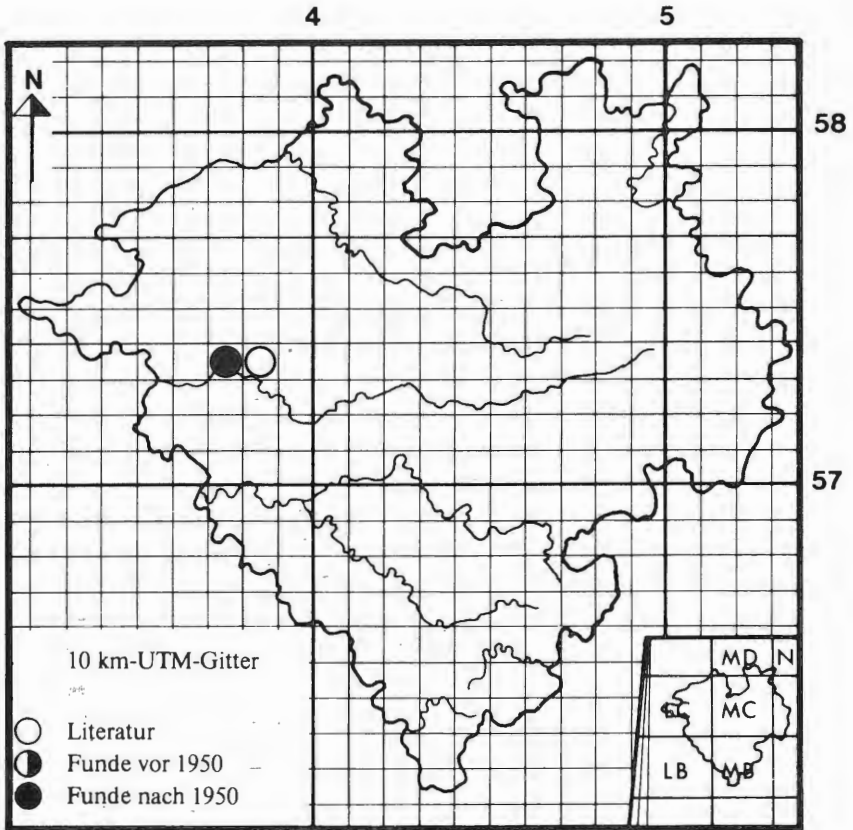 4 5
N
58
57
10 km-UTM-Gitter
Literatur
Funde vor 1950
Funde nach 1950
MD N
MC
LB MB